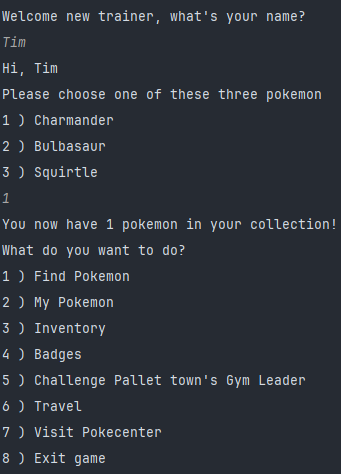 Welcome new trainer, what's your name?
Tim
Hi, Tim
Please choose one of these three pokemon
1 ) Charmander
2 ) Bulbasaur
3 ) Squirtle
1
You now have 1 pokemon in your collection!
What do you want to do?
1 ) Find Pokemon
2 ) My Pokemon
3 ) Inventory
4 ) Badges
5 ) Challenge Pallet town's Gym Leader
6 ) Travel
7 ) Visit Pokecenter
8 ) Exit game